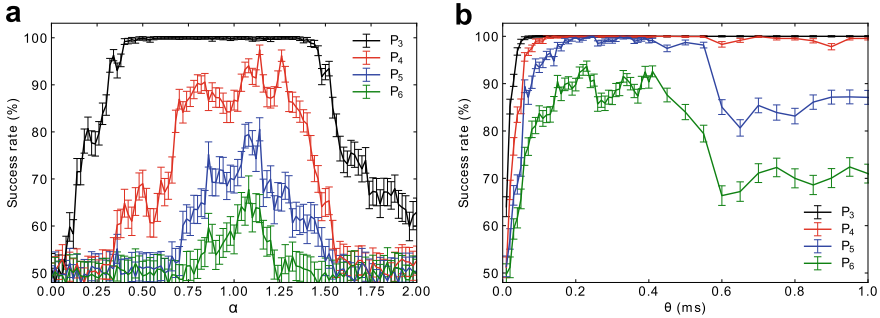 a
Success rate (%)
100
90
80
70
60
50
0.00 0.25 0.50 0.75 1.00 1.25 1.50 1.75 2.00
α
P3
P4
P5
P6
b
Success rate (%)
100
90
80
70
60
50
0.0 0.2 0.4 0.6 0.8 1.0
θ (ms)
P3
P4
P5
P6